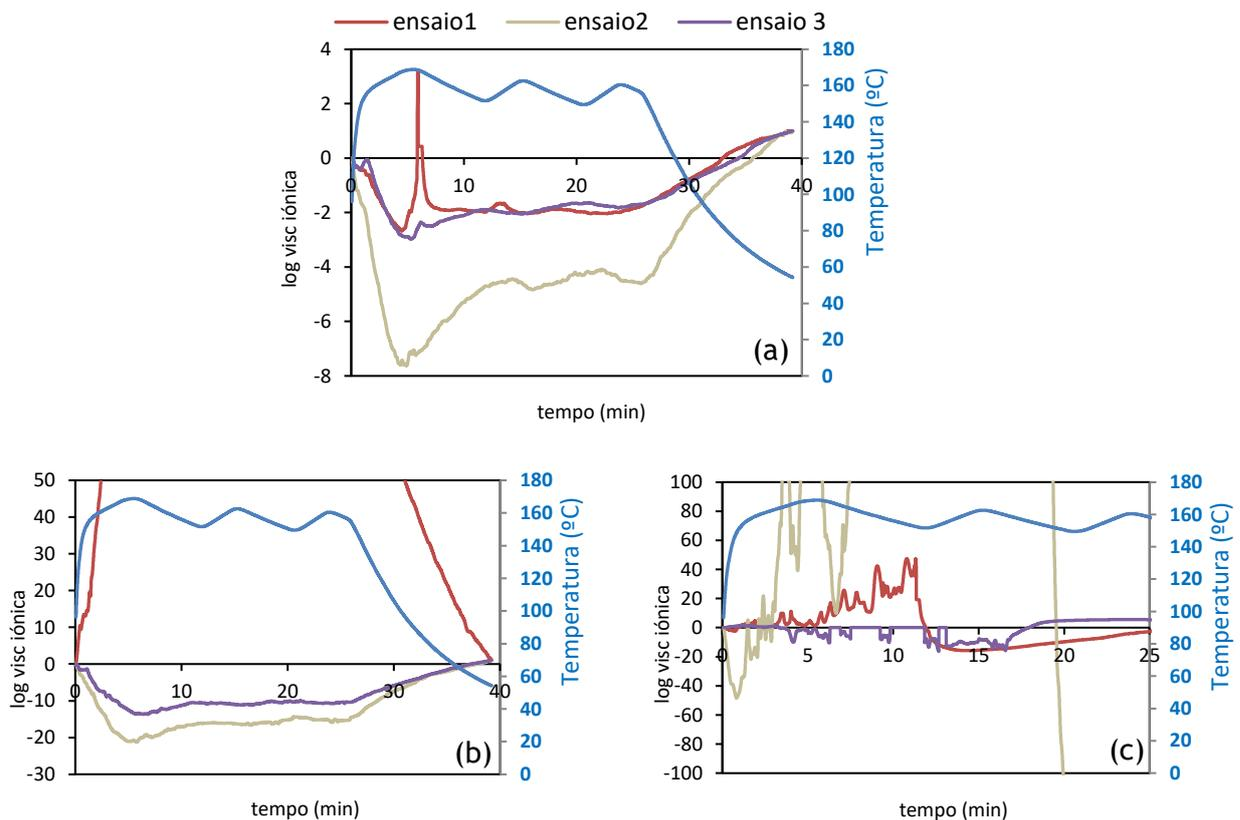 ensaio1 ensaio2 ensaio 3
4 180
2 160
0 140
-2 120
-4 100
-6 80
-8 60
40
20
0
0 10 20 30 40
log visc iónica
Temperatura (ºC)
(a)
tempo (min)
50 180
40 160
30 140
20 120
10 100
0 80
-10 60
-20 40
-30 20
0
0 10 20 30 40
log visc iónica
Temperatura (ºC)
(b)
tempo (min)
100 180
80 160
60 140
40 120
20 100
0 80
-20 60
-40 40
-60 20
-80 0
-100
0 5 10 15 20 25
log visc iónica
Temperatura (ºC)
(c)
tempo (min)